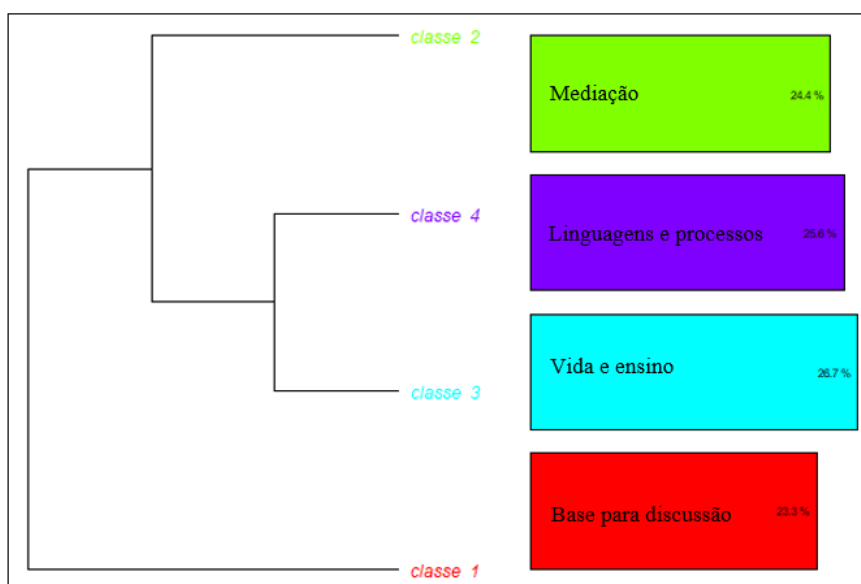 classe 2
Mediação 24.4 %
classe 4
Linguagens e processos 25.6 %
Vida e ensino 26.7 %
classe 3
Base para discussão 23.3 %
classe 1